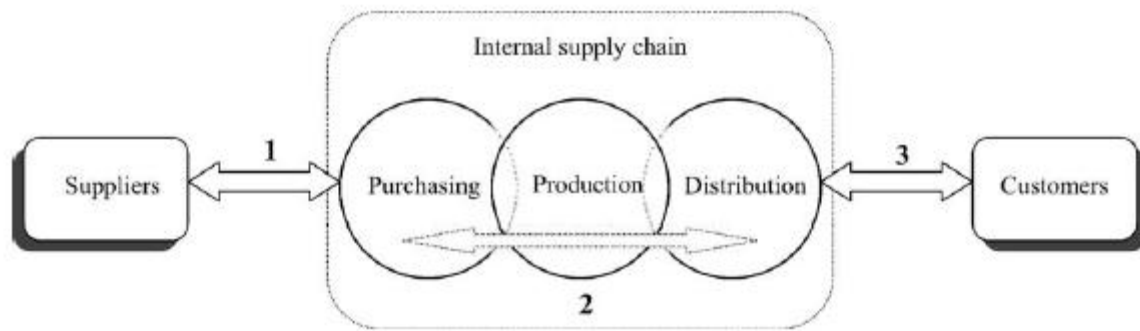 Internal supply chain
1
3
Suppliers
Purchasing
Production
Distribution
Customers
2